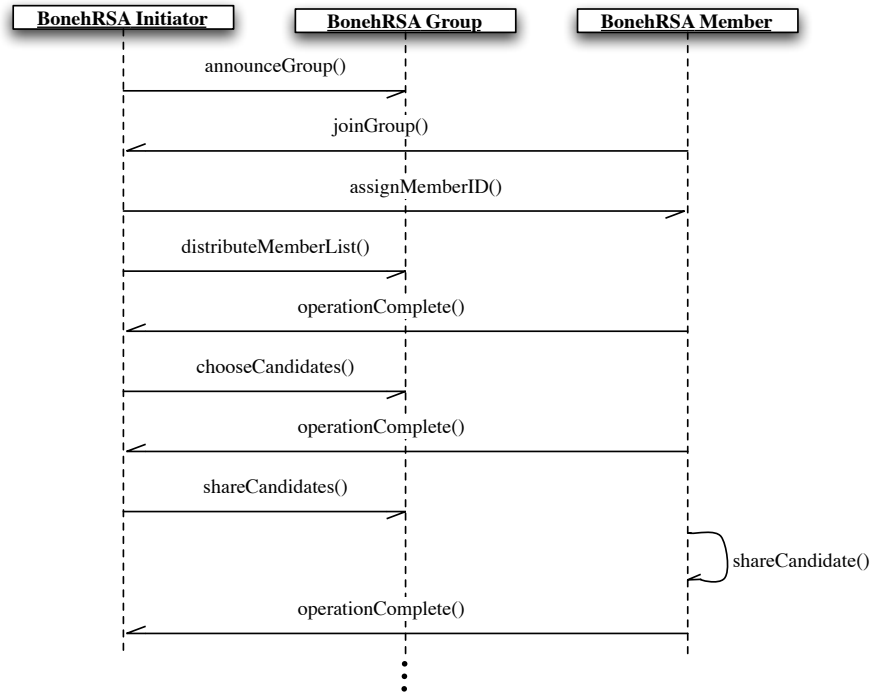 BonehRSA Initiator
BonehRSA Group
BonehRSA Member
announceGroup()
joinGroup()
assignMemberID()
distributeMemberList()
operationComplete()
chooseCandidates()
operationComplete()
shareCandidates()
shareCandidate()
operationComplete()